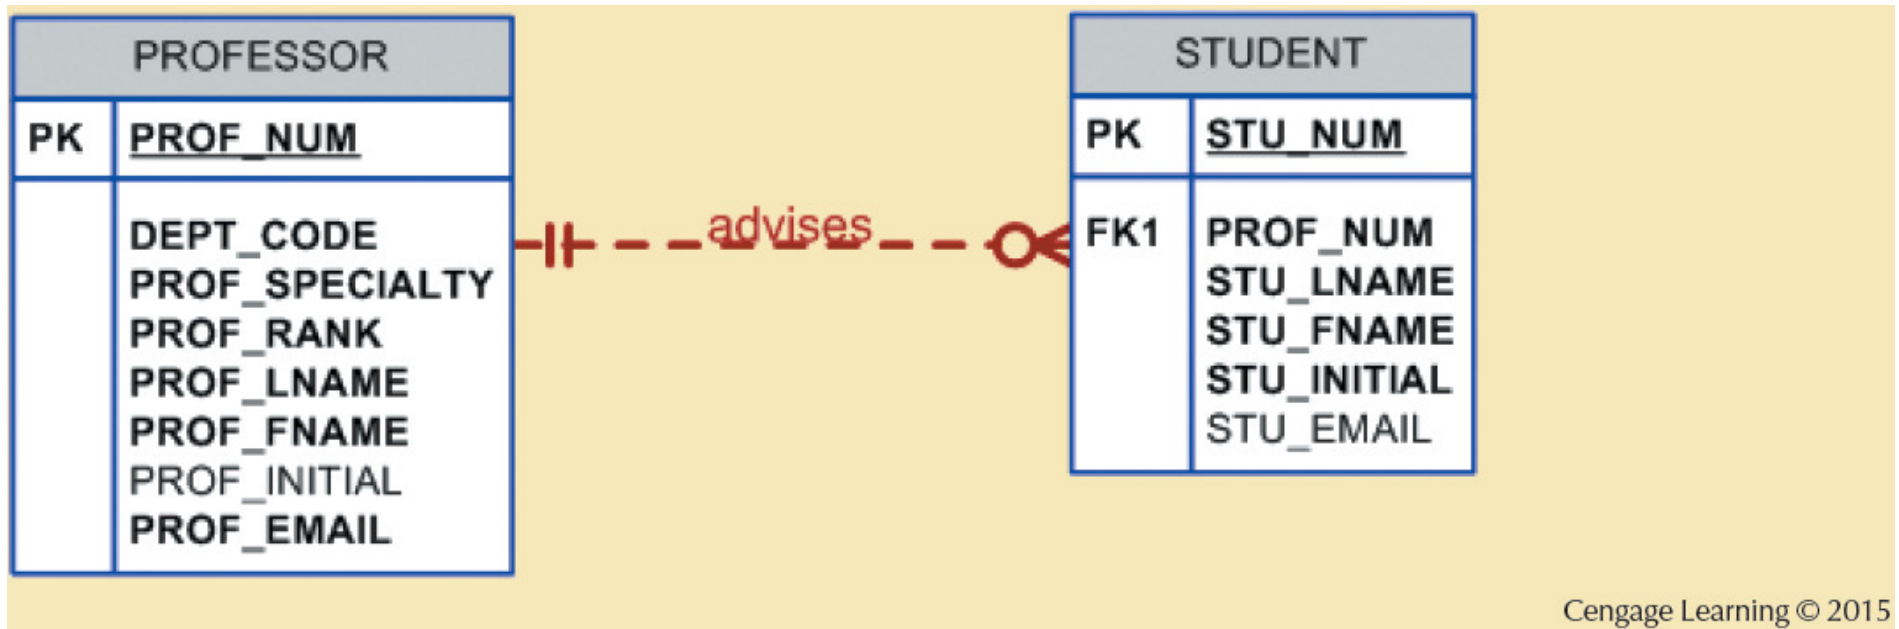 PROFESSOR
PK PROF_NUM
DEPT_CODE
PROF_SPECIALTY
PROF_RANK
PROF_LNAME
PROF_FNAME
PROF_INITIAL
PROF_EMAIL
advises
STUDENT
PK STU_NUM
FK1 PROF_NUM
STU_LNAME
STU_FNAME
STU_INITIAL
STU_EMAIL
Cengage Learning © 2015